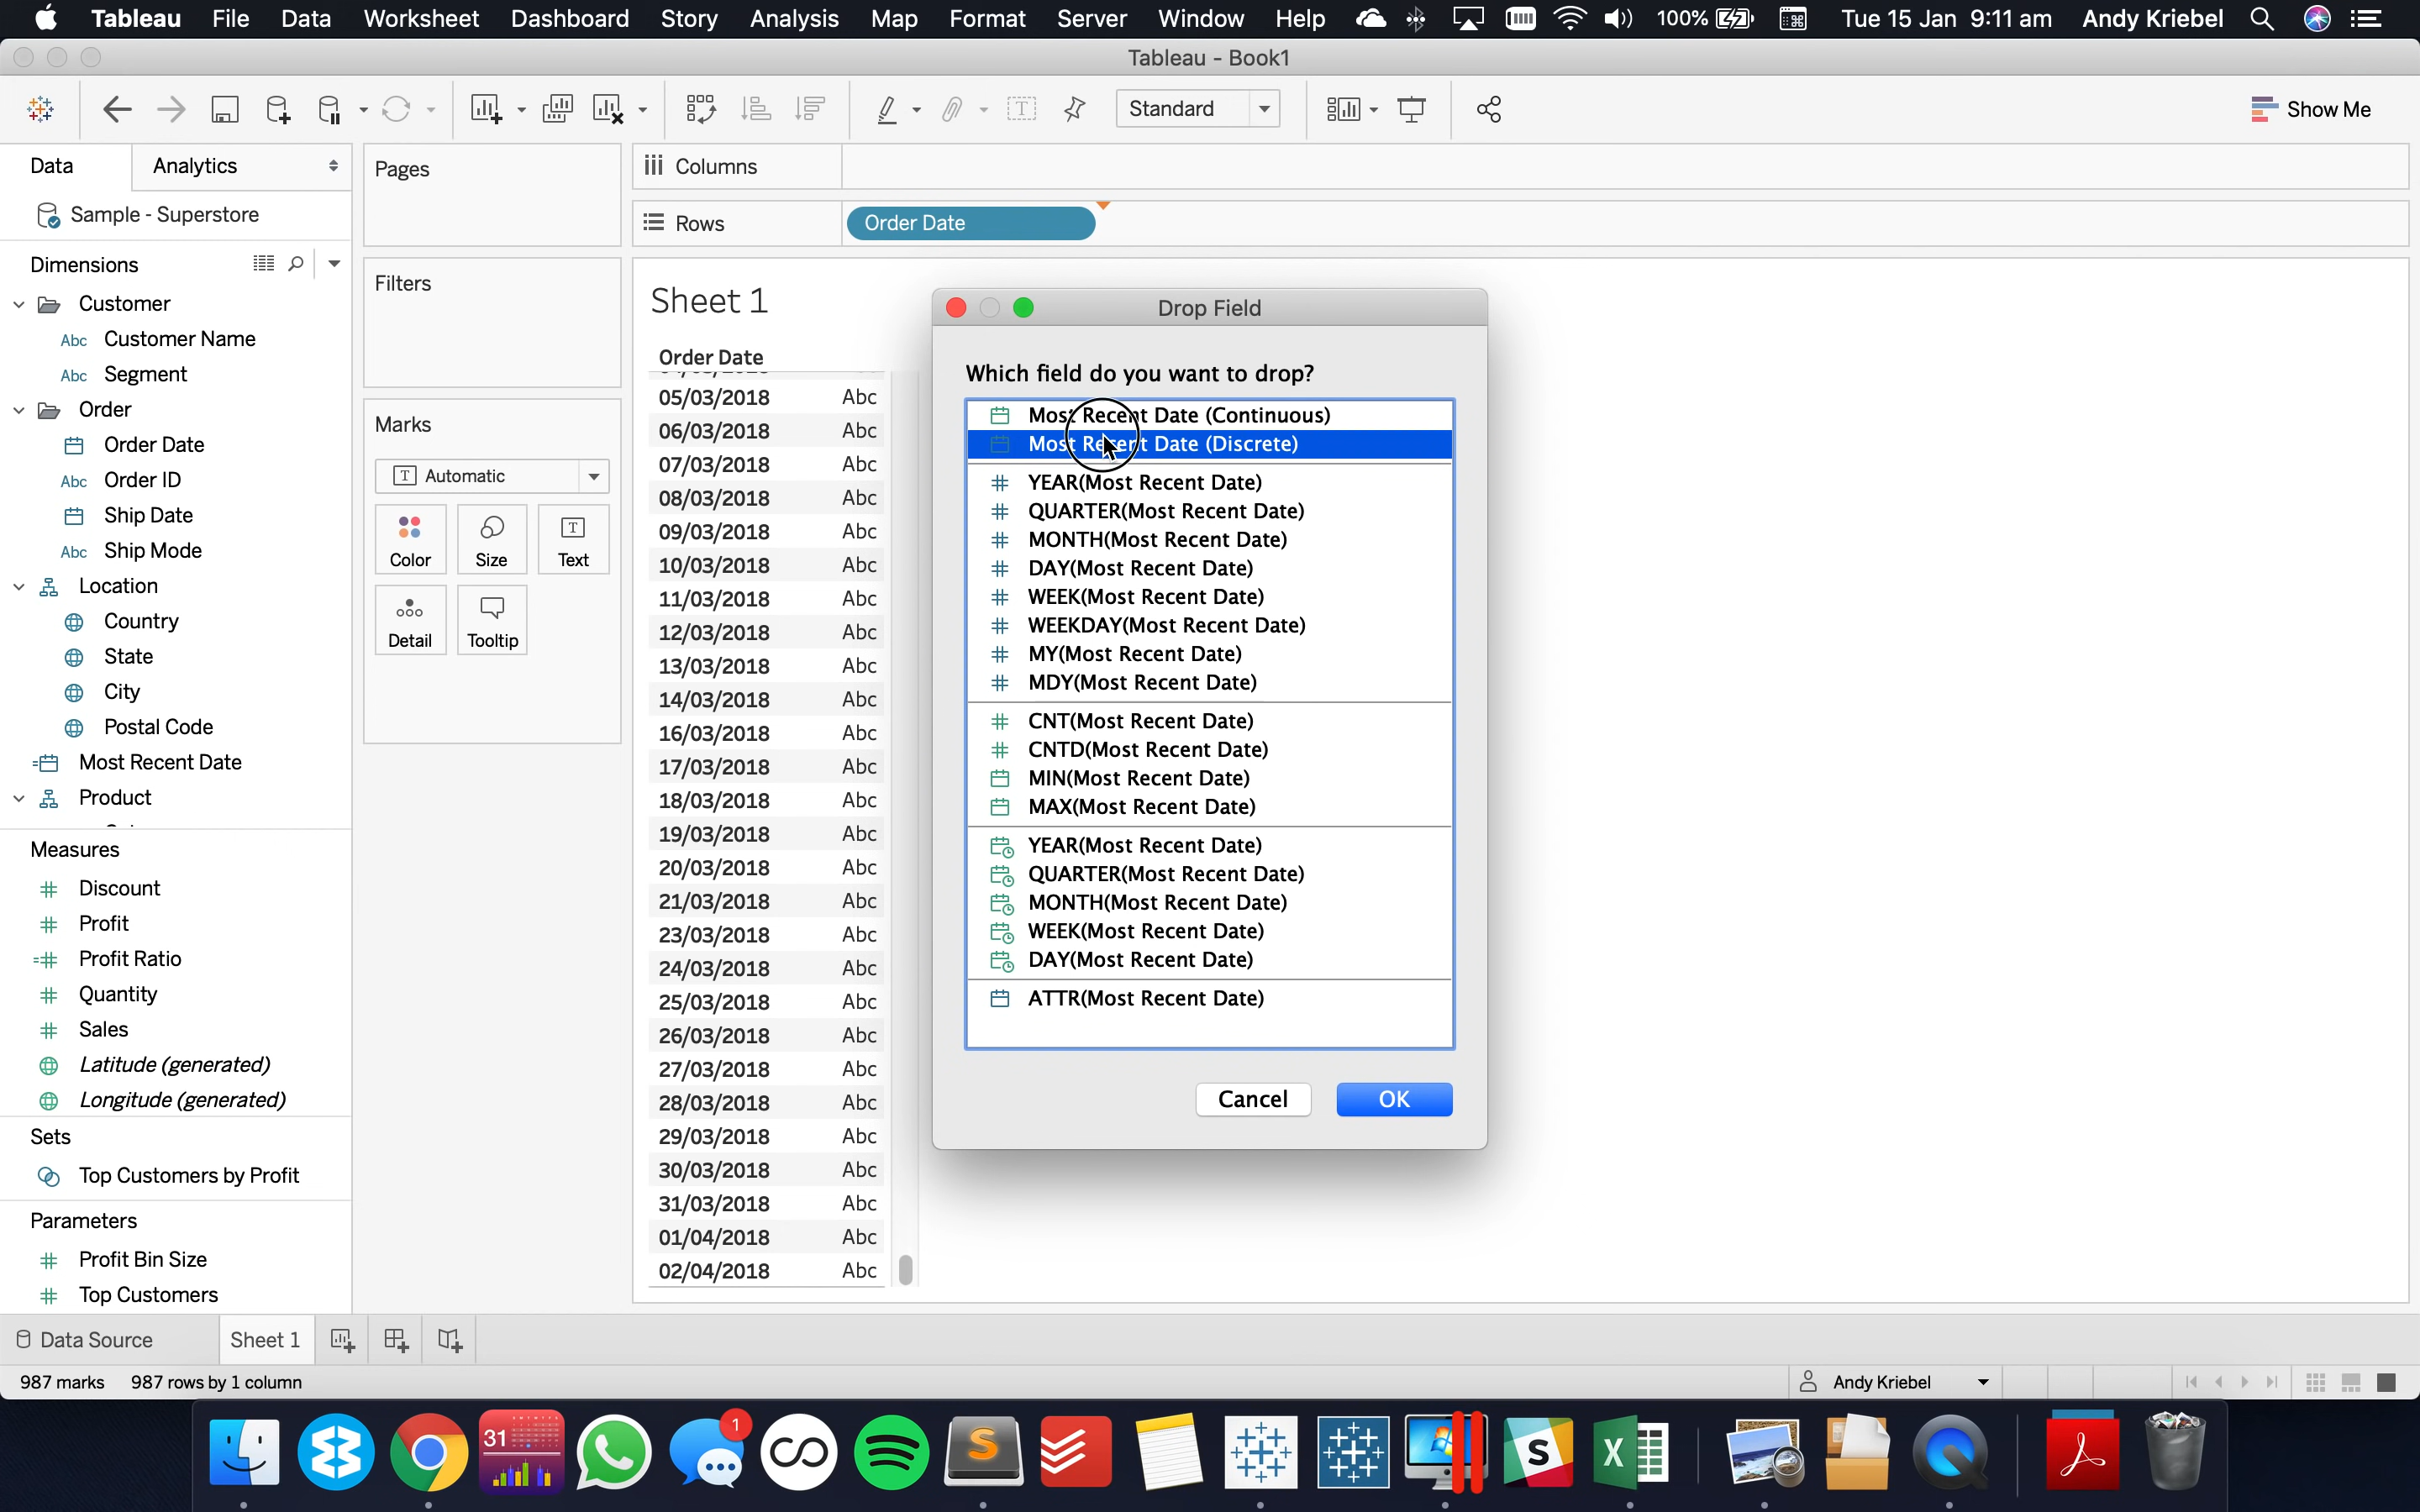 Tableau File Data Worksheet Dashboard Story Analysis Map Format Server Window Help 100% Tue 15 Jan 9:11 am Andy Kriebel
Tableau - Book1
Standard
Show Me
Data Analytics
Sample - Superstore
Dimensions
Customer
Abc Customer Name
Abc Segment
Order
Order Date
Abc Order ID
Ship Date
Abc Ship Mode
Location
Country
State
City
Postal Code
Most Recent Date
Product
Measures
Discount
Profit
Profit Ratio
Quantity
Sales
Latitude (generated)
Longitude (generated)
Sets
Top Customers by Profit
Parameters
Profit Bin Size
Top Customers
Pages
Filters
Marks
Automatic
Color Size Text
Detail Tooltip
Columns
Rows Order Date
Sheet 1
Order Date
05/03/2018 Abc
06/03/2018 Abc
07/03/2018 Abc
08/03/2018 Abc
09/03/2018 Abc
10/03/2018 Abc
11/03/2018 Abc
12/03/2018 Abc
13/03/2018 Abc
14/03/2018 Abc
16/03/2018 Abc
17/03/2018 Abc
18/03/2018 Abc
19/03/2018 Abc
20/03/2018 Abc
21/03/2018 Abc
23/03/2018 Abc
24/03/2018 Abc
25/03/2018 Abc
26/03/2018 Abc
27/03/2018 Abc
28/03/2018 Abc
29/03/2018 Abc
30/03/2018 Abc
31/03/2018 Abc
01/04/2018 Abc
02/04/2018 Abc
Drop Field
Which field do you want to drop?
Most Recent Date (Continuous)
Most Recent Date (Discrete)
YEAR(Most Recent Date)
QUARTER(Most Recent Date)
MONTH(Most Recent Date)
DAY(Most Recent Date)
WEEK(Most Recent Date)
WEEKDAY(Most Recent Date)
MY(Most Recent Date)
MDY(Most Recent Date)
CNT(Most Recent Date)
CNTD(Most Recent Date)
MIN(Most Recent Date)
MAX(Most Recent Date)
YEAR(Most Recent Date)
QUARTER(Most Recent Date)
MONTH(Most Recent Date)
WEEK(Most Recent Date)
DAY(Most Recent Date)
ATTR(Most Recent Date)
Cancel OK
Data Source Sheet 1
987 marks 987 rows by 1 column Andy Kriebel
31
1
S
S
X